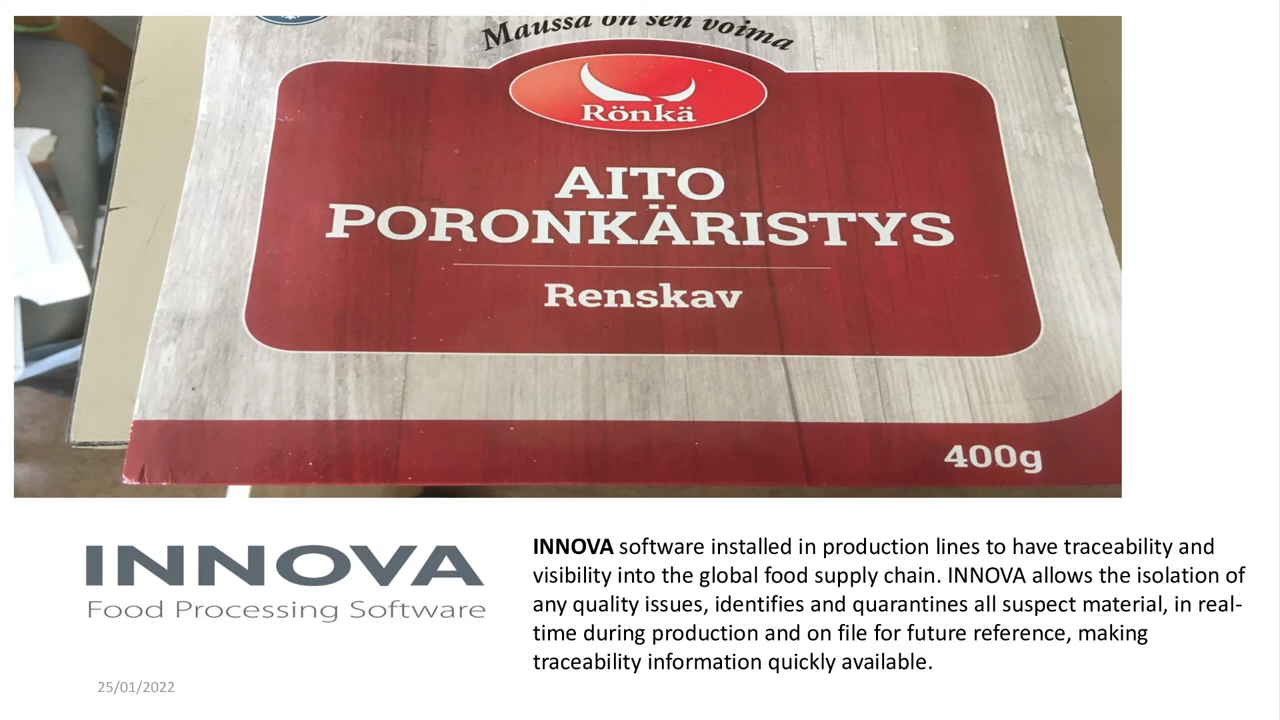 Maussa on sen voima
Rönkä
AITO
PORONKÄRISTYS
Renskav
400g
INNOVA
Food Processing Software
INNOVA software installed in production lines to have traceability and
visibility into the global food supply chain. INNOVA allows the isolation of
any quality issues, identifies and quarantines all suspect material, in real-
time during production and on file for future reference, making
traceability information quickly available.
25/01/2022